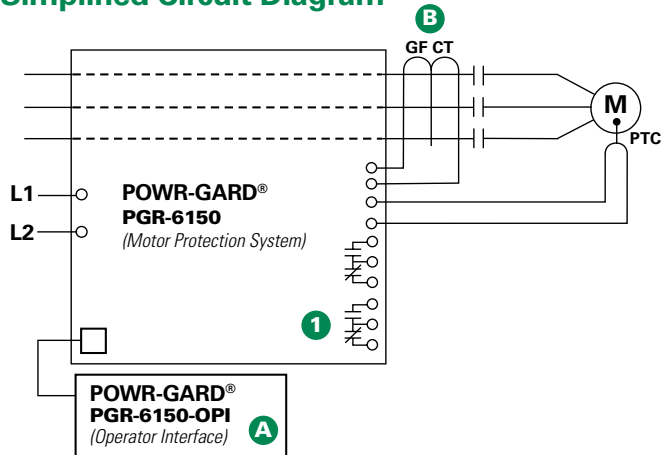 Simplified Circuit Diagram
B
GF CT
M
PTC
L1
L2
POWR-GARD®
PGR-6150
(Motor Protection System)
1
POWR-GARD®
PGR-6150-OPI
(Operator Interface)
A